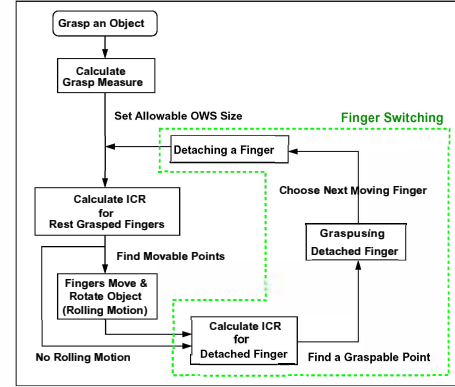 Grasp an Object
Calculate
Grasp Measure
Set Allowable OWS Size
Finger Switching
Detaching a Finger
Choose Next Moving Finger
Calculate ICR
for
Rest Grasped Fingers
Graspusíng
Detached Finger
Find Movable Points
Fingers Move &
Rotate Object
(Rolling Motion)
Calculate ICR
for
Detached Finger
No Rolling Motion
Find a Graspable Point